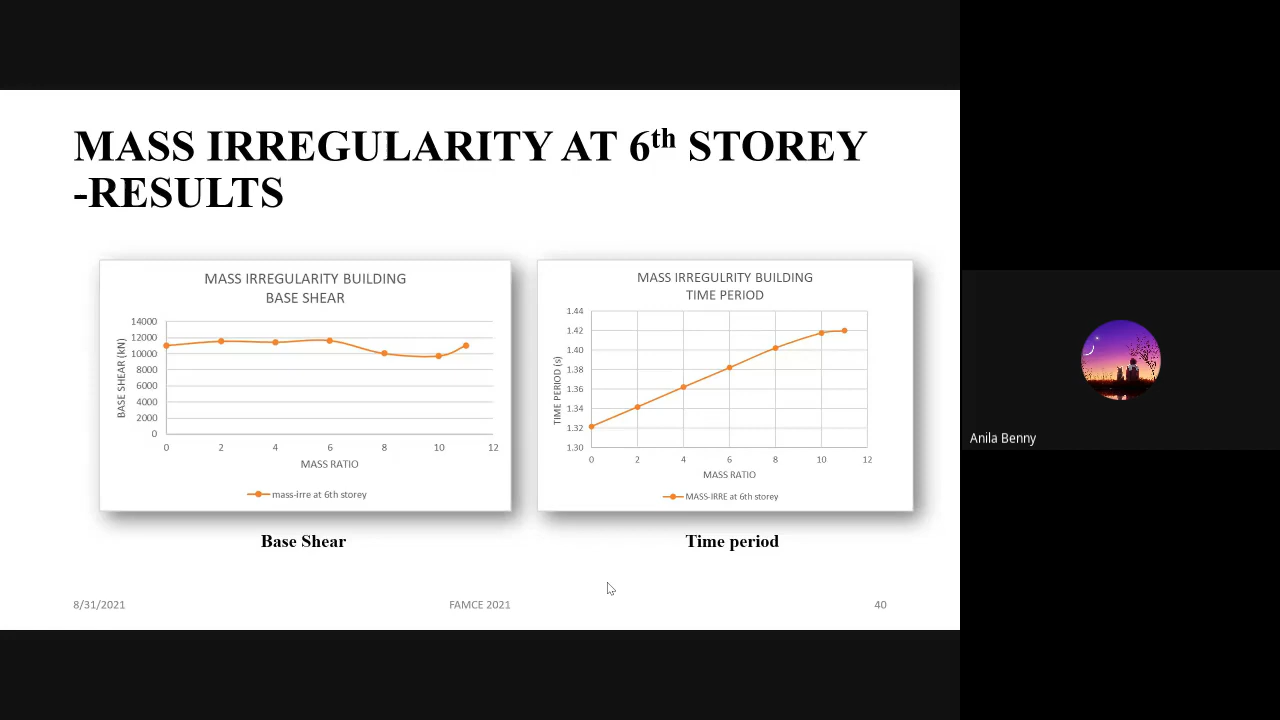 MASS IRREGULARITY AT 6th STOREY
-RESULTS
MASS IRREGULARITY BUILDING
BASE SHEAR
14000
12000
10000
8000
6000
4000
2000
0
BASE SHEAR (kN)
0 2 4 6 8 10 12
MASS RATIO
mass-irre at 6th storey
Base Shear
MASS IRREGULRITY BUILDING
TIME PERIOD
1.44
1.42
1.40
1.38
1.36
1.34
1.32
1.30
TIME PERIOD (s)
0 2 4 6 8 10 12
MASS RATIO
MASS-IRRE at 6th storey
Time period
8/31/2021
FAMCE 2021
40
Anila Benny